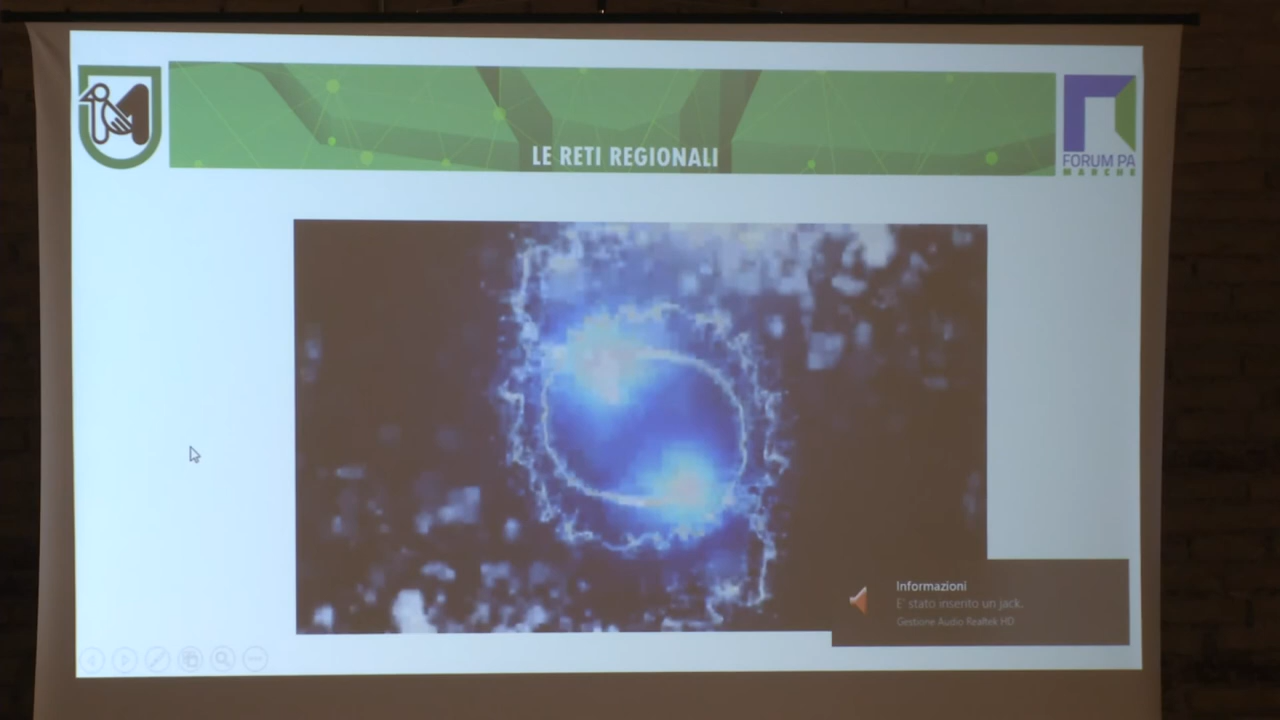 LE RETI REGIONALI
FORUM PA
MARCHE
Informazioni
E' stato inserito un jack.
Gestione Audio Realtek HD